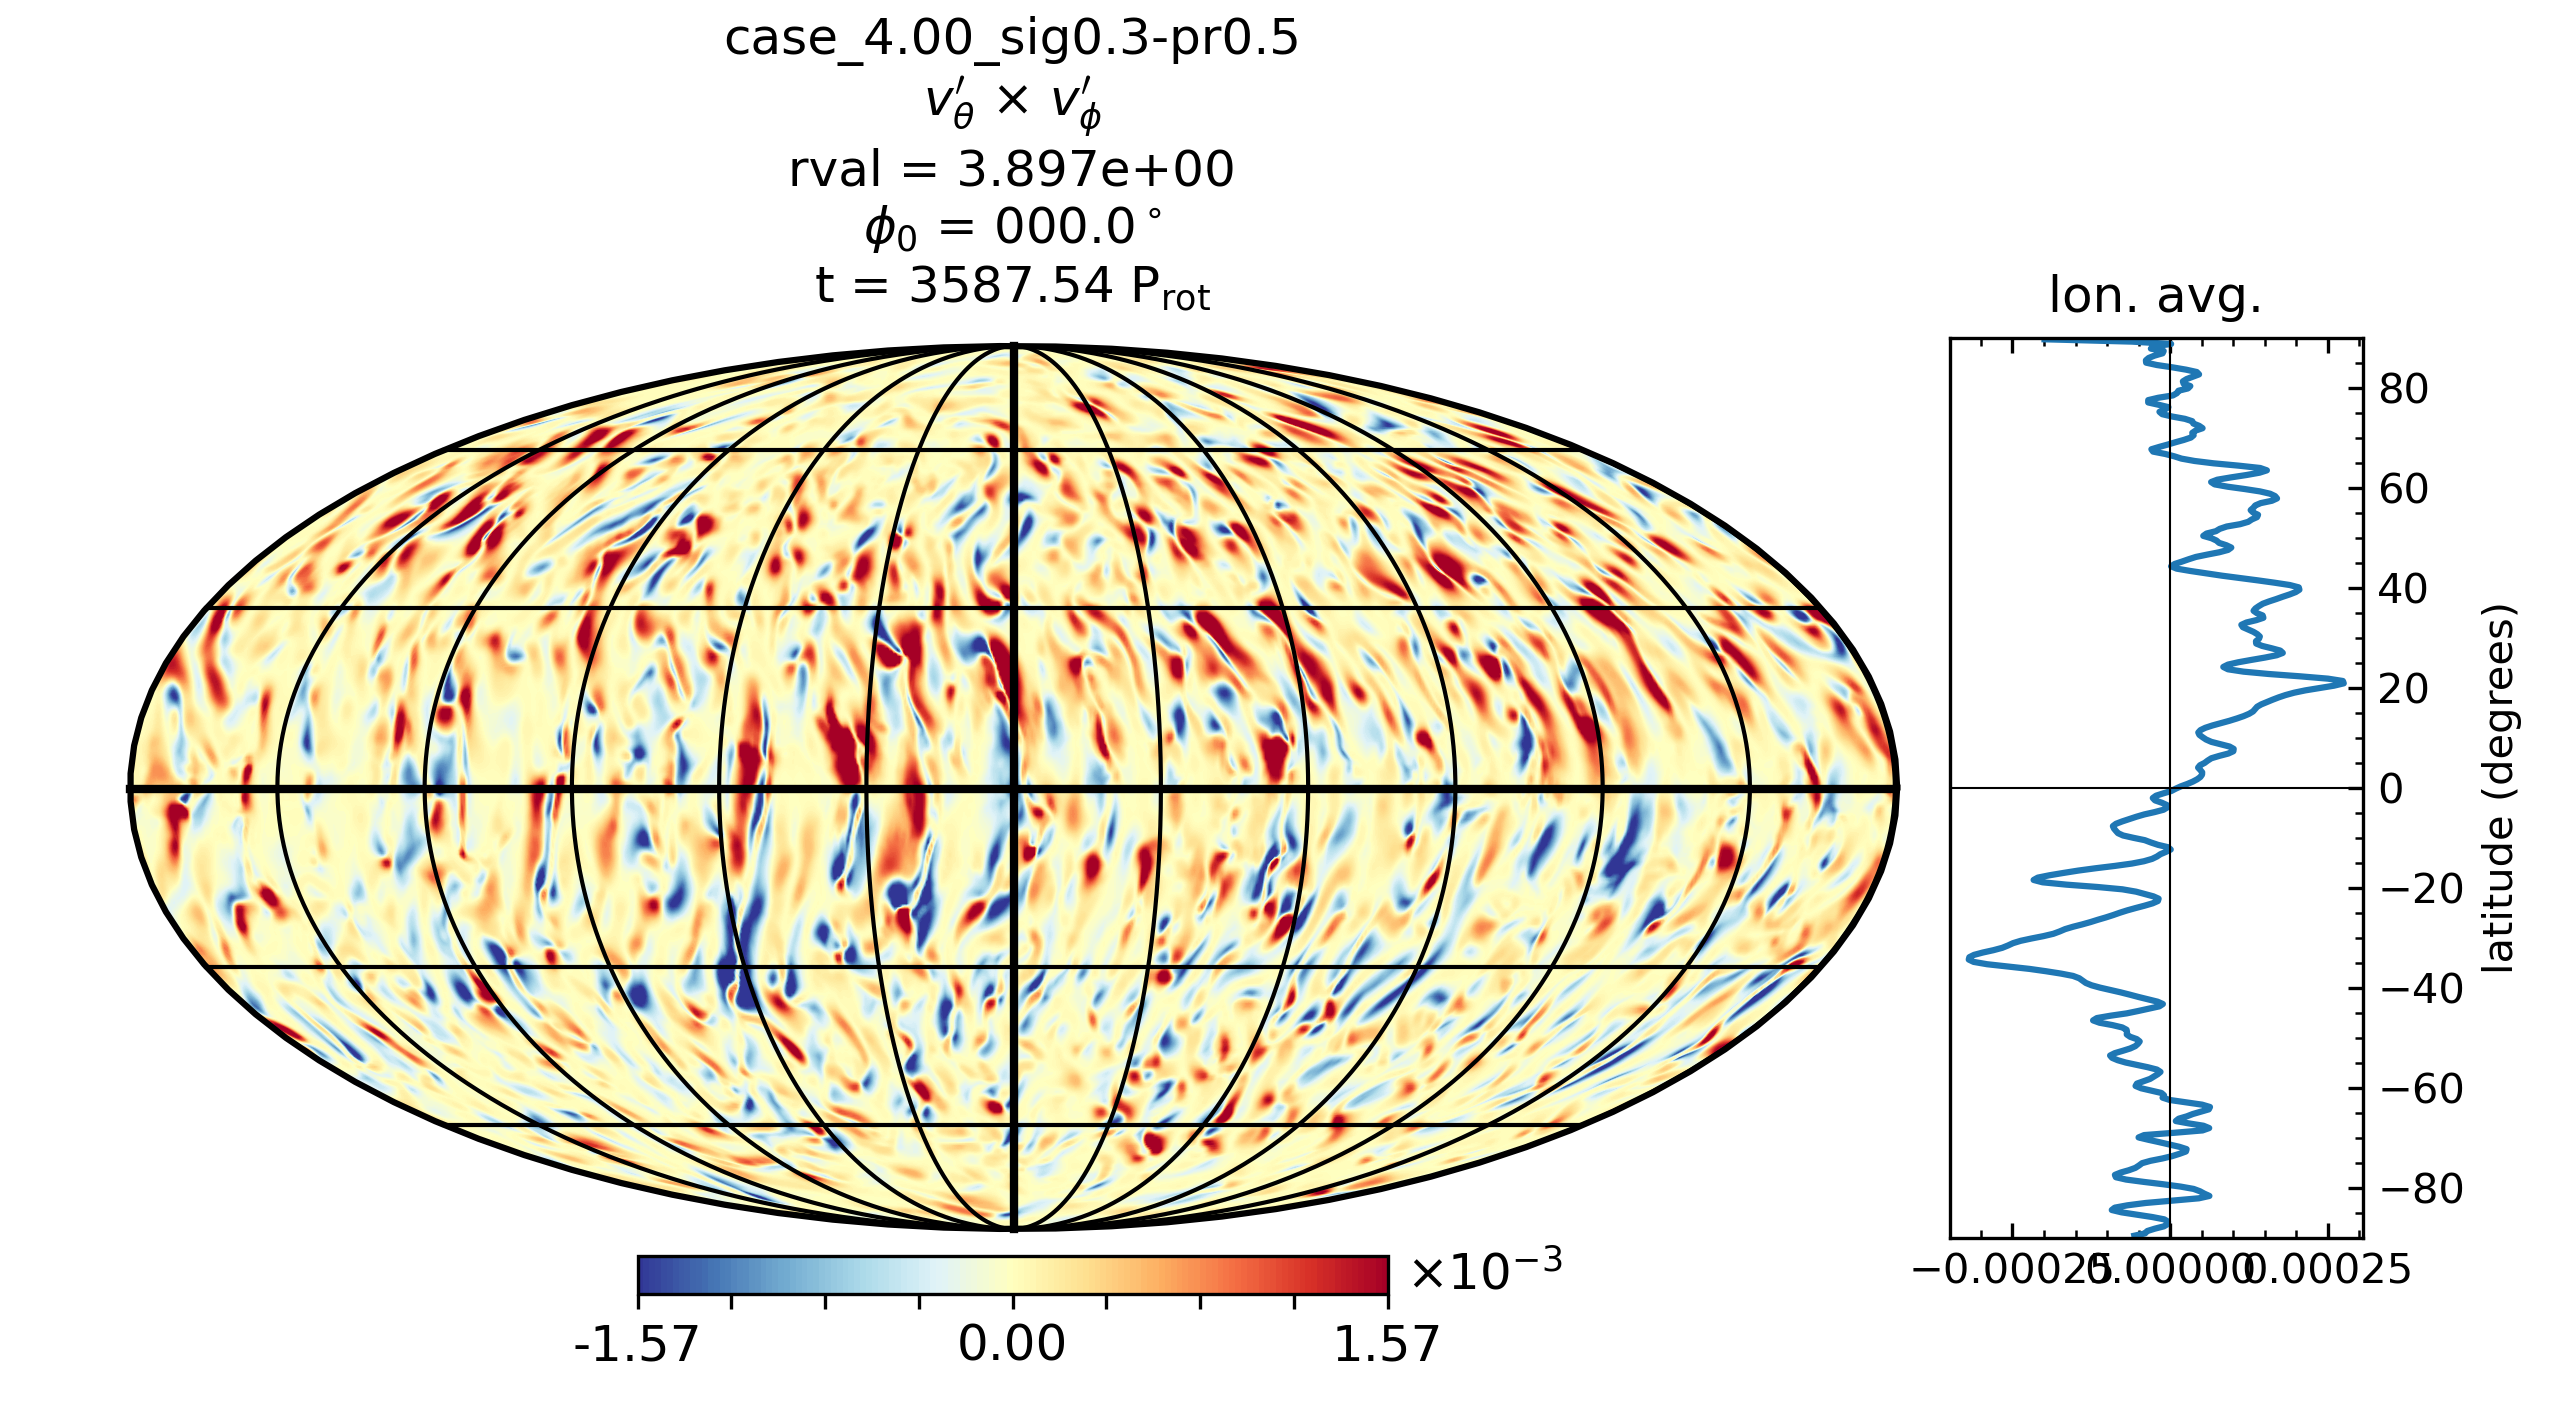 case_4.00_sig0.3-pr0.5
v′θ × v′ϕ
rval = 3.897e+00
ϕ0 = 000.0°
t = 3587.54 Prot
lon. avg.
80
60
40
20
0
−20
−40
−60
−80
latitude (degrees)
−0.00025 0.00000 0.00025
×10−3
-1.57 0.00 1.57